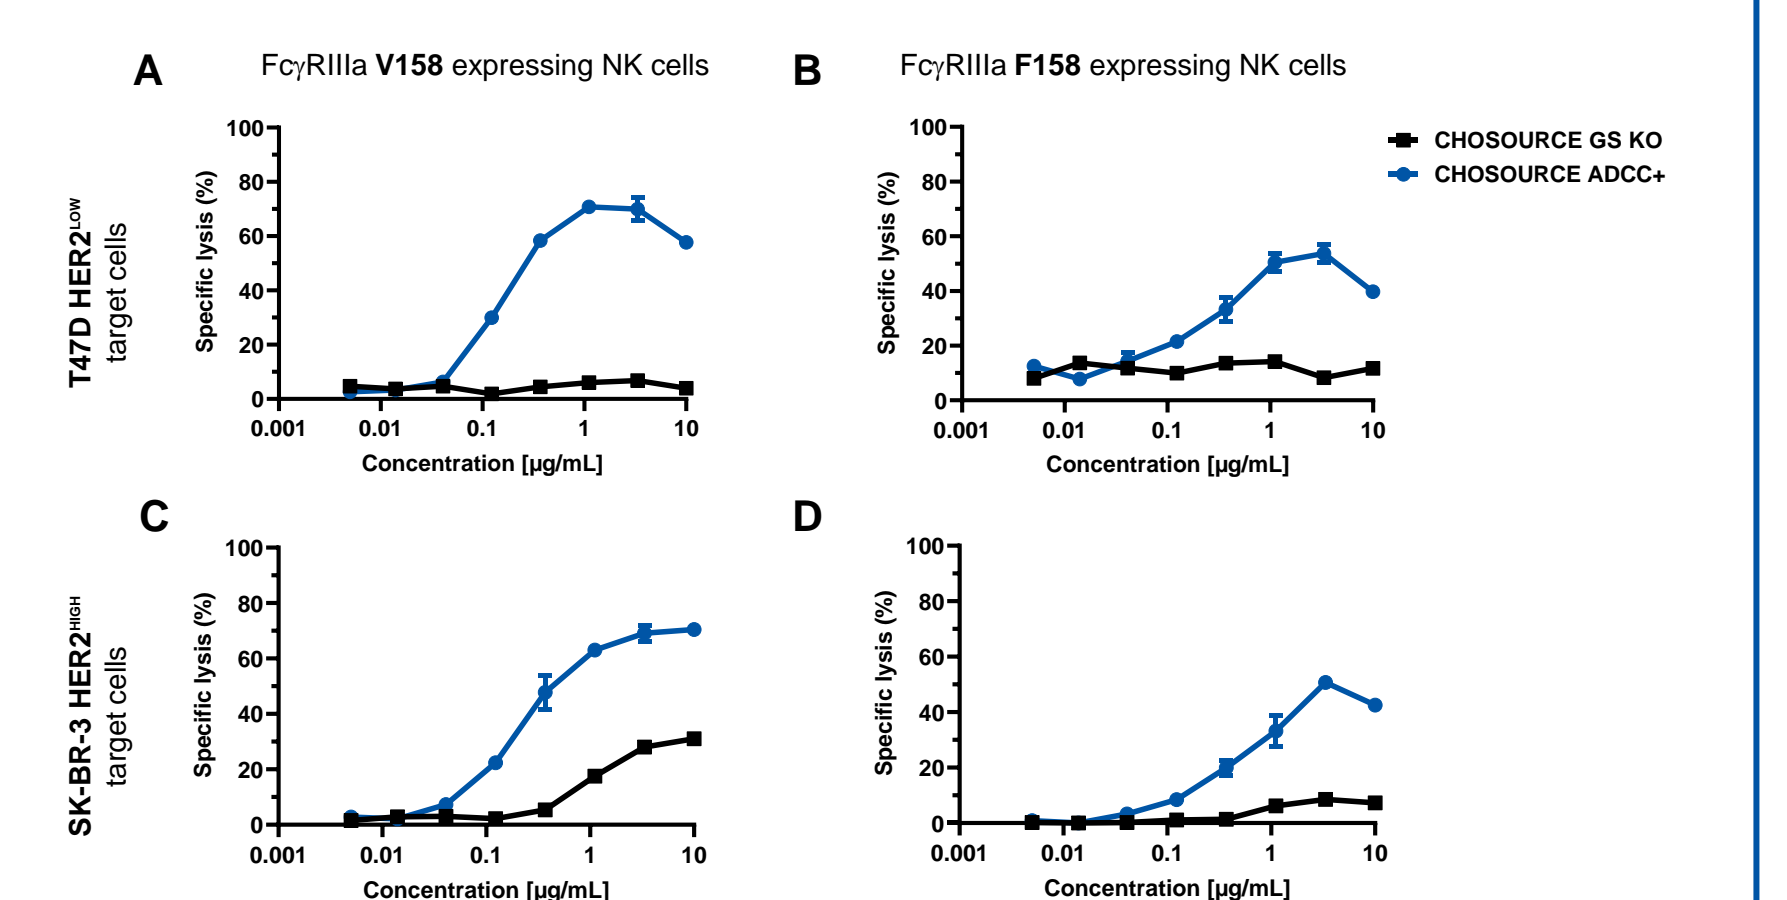 A
FcγRIIIa V158 expressing NK cells
B
FcγRIIIa F158 expressing NK cells
CHOSOURCE GS KO
CHOSOURCE ADCC+
T47D HER2LOW
target cells
Specific lysis (%)
100
80
60
40
20
0
0.001 0.01 0.1 1 10
Concentration [µg/mL]
Specific lysis (%)
100
80
60
40
20
0
0.001 0.01 0.1 1 10
Concentration [µg/mL]
C
D
SK-BR-3 HER2HIGH
target cells
Specific lysis (%)
100
80
60
40
20
0
0.001 0.01 0.1 1 10
Concentration [µg/mL]
Specific lysis (%)
100
80
60
40
20
0
0.001 0.01 0.1 1 10
Concentration [µg/mL]